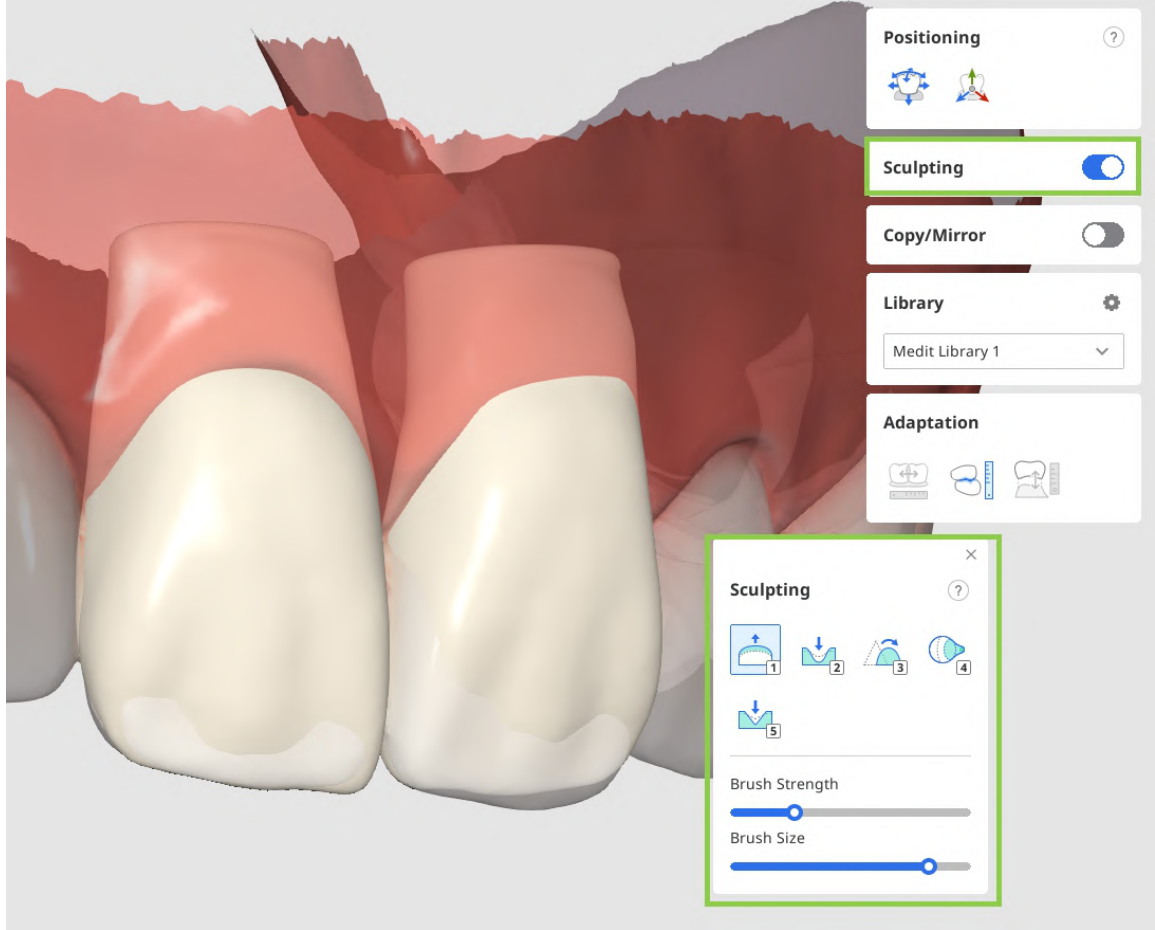 Positioning
?
Sculpting
Copy/Mirror
Library
Medit Library 1
Adaptation
Sculpting
?
1
2
3
4
5
Brush Strength
Brush Size